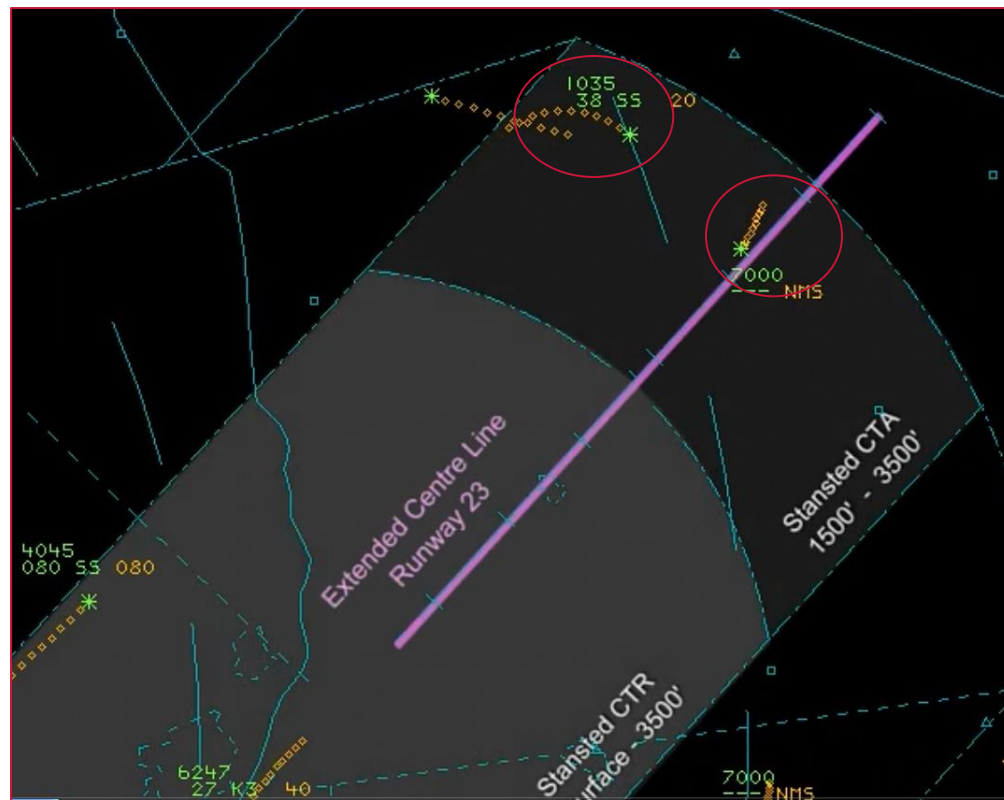 1035
38 SS 20
7000
--- NMS
Extended Centre Line
Runway 23
Stansted CTA
1500' - 3500'
4045
080 SS 080
Stansted CTR
urface - 3500'
6247
27 K3 40
7000
--- NMS